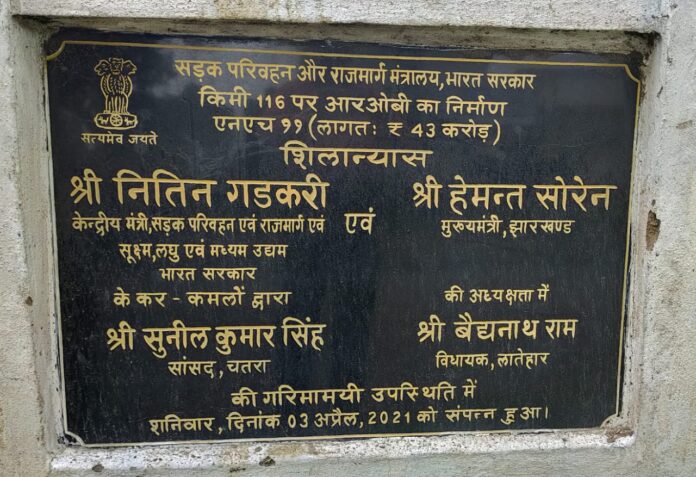 सड़क परिवहन और राजमार्ग मंत्रालय, भारत सरकार
किमी 116 पर आरओबी का निर्माण
एनएच ९९ (लागतः ₹ 43 करोड़)
सत्यमेव जयते
शिलान्यास
श्री नितिन गडकरी
केन्द्रीय मंत्री, सड़क परिवहन एवं राजमार्ग एवं
सूक्ष्म, लघु एवं मध्यम उद्यम
भारत सरकार
के कर - कमलों द्वारा
एवं
श्री हेमन्त सोरेन
मुख्यमंत्री, झारखण्ड
की अध्यक्षता में
श्री सुनील कुमार सिंह
सांसद, चतरा
श्री बैद्यनाथ राम
विधायक, लातेहार
की गरिमामयी उपस्थिति में
शनिवार, दिनांक 03 अप्रैल, 2021 को संपन्न हुआ।